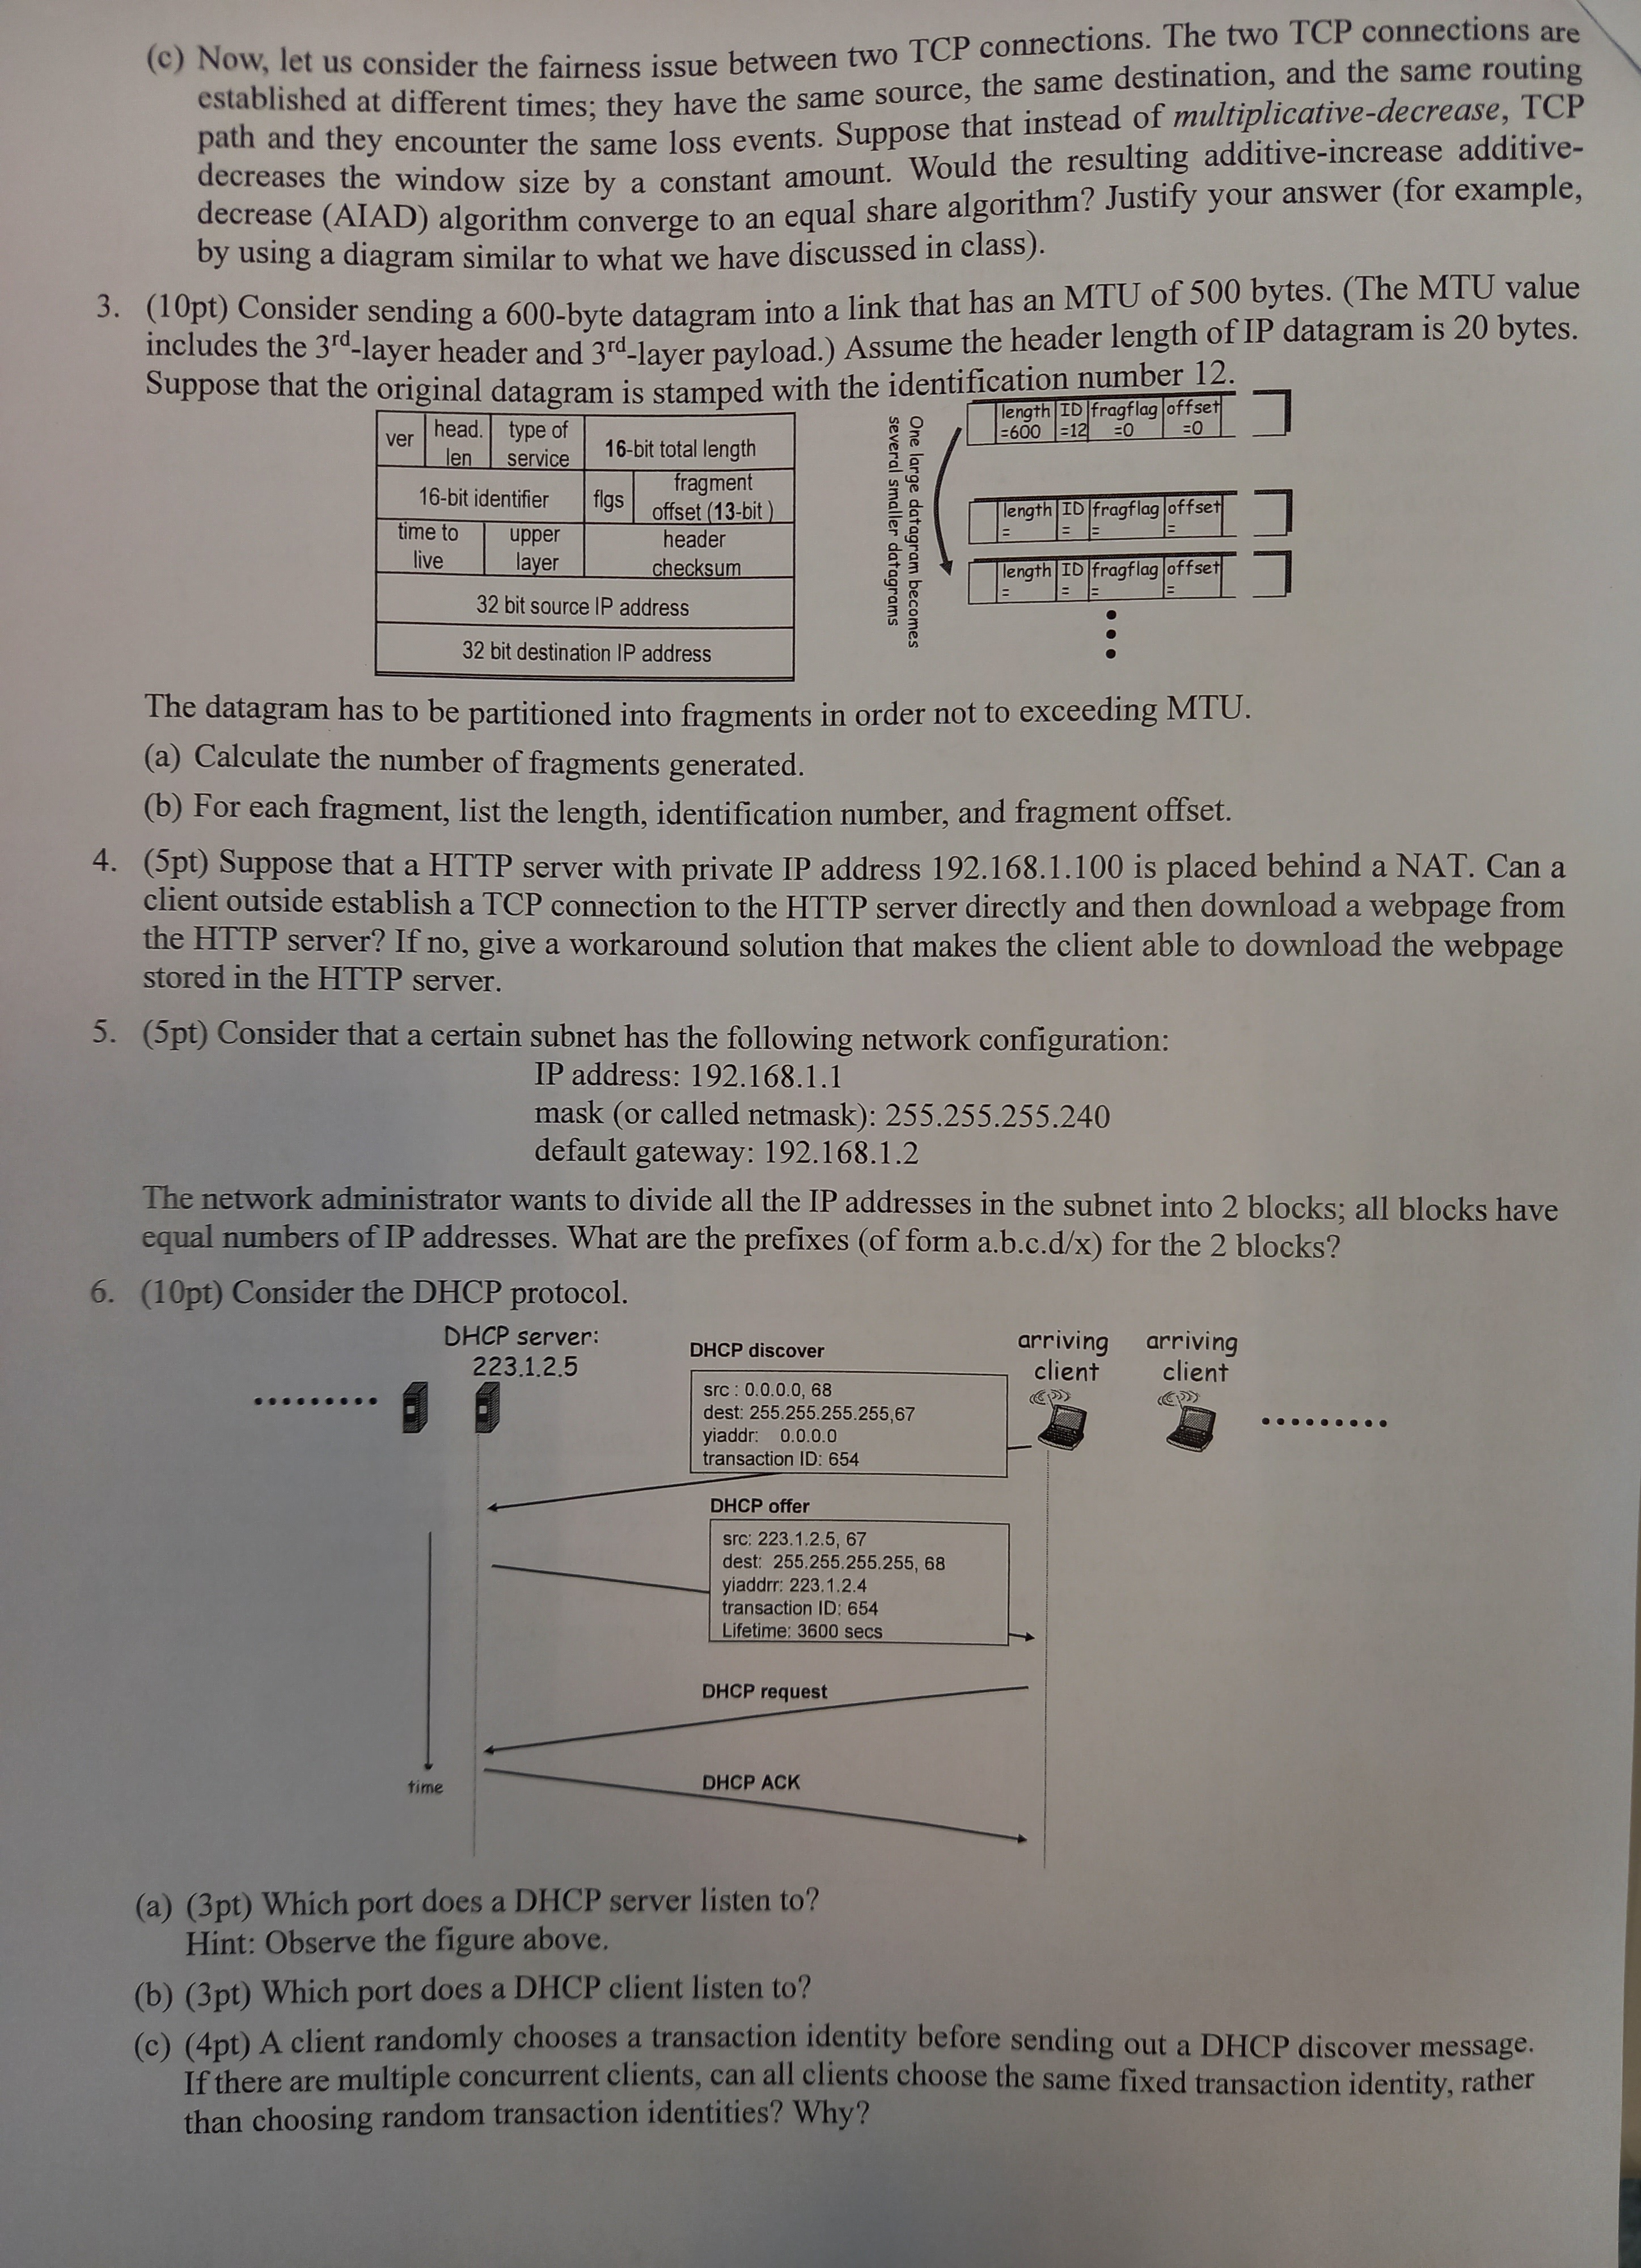 (c) Now, let us consider the fairness issue between two TCP connections. The two TCP connections are
established at different times; they have the same source, the same destination, and the same routing
path and they encounter the same loss events. Suppose that instead of multiplicative-decrease, TCP
decreases the window size by a constant amount. Would the resulting additive-increase additive-
decrease (AIAD) algorithm converge to an equal share algorithm? Justify your answer (for example,
by using a diagram similar to what we have discussed in class).
3. (10pt) Consider sending a 600-byte datagram into a link that has an MTU of 500 bytes. (The MTU value
includes the 3rd-layer header and 3rd-layer payload.) Assume the header length of IP datagram is 20 bytes.
Suppose that the original datagram is stamped with the identification number 12.
ver
head.
len
type of
service
16-bit total length
16-bit identifier
flgs
fragment
offset (13-bit )
time to
live
upper
layer
header
checksum
32 bit source IP address
32 bit destination IP address
One large datagram becomes
several smaller datagrams
length ID fragflag offset
=600 =12 =0 =0
length ID fragflag offset
= = = =
length ID fragflag offset
= = = =
The datagram has to be partitioned into fragments in order not to exceeding MTU.
(a) Calculate the number of fragments generated.
(b) For each fragment, list the length, identification number, and fragment offset.
4. (5pt) Suppose that a HTTP server with private IP address 192.168.1.100 is placed behind a NAT. Can a
client outside establish a TCP connection to the HTTP server directly and then download a webpage from
the HTTP server? If no, give a workaround solution that makes the client able to download the webpage
stored in the HTTP server.
5. (5pt) Consider that a certain subnet has the following network configuration:
IP address: 192.168.1.1
mask (or called netmask): 255.255.255.240
default gateway: 192.168.1.2
The network administrator wants to divide all the IP addresses in the subnet into 2 blocks; all blocks have
equal numbers of IP addresses. What are the prefixes (of form a.b.c.d/x) for the 2 blocks?
6. (10pt) Consider the DHCP protocol.
DHCP server:
223.1.2.5
DHCP discover
src : 0.0.0.0, 68
dest: 255.255.255.255,67
yiaddr: 0.0.0.0
transaction ID: 654
arriving
client
arriving
client
DHCP offer
src: 223.1.2.5, 67
dest: 255.255.255.255, 68
yiaddrr: 223.1.2.4
transaction ID: 654
Lifetime: 3600 secs
DHCP request
time
DHCP ACK
(a) (3pt) Which port does a DHCP server listen to?
Hint: Observe the figure above.
(b) (3pt) Which port does a DHCP client listen to?
(c) (4pt) A client randomly chooses a transaction identity before sending out a DHCP discover message.
If there are multiple concurrent clients, can all clients choose the same fixed transaction identity, rather
than choosing random transaction identities? Why?